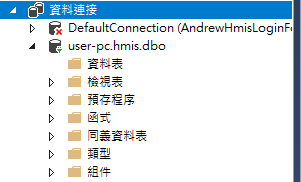 資料連接
DefaultConnection (AndrewHmisLoginFo
user-pc.hmis.dbo
資料表
檢視表
預存程序
函式
同義資料表
類型
組件